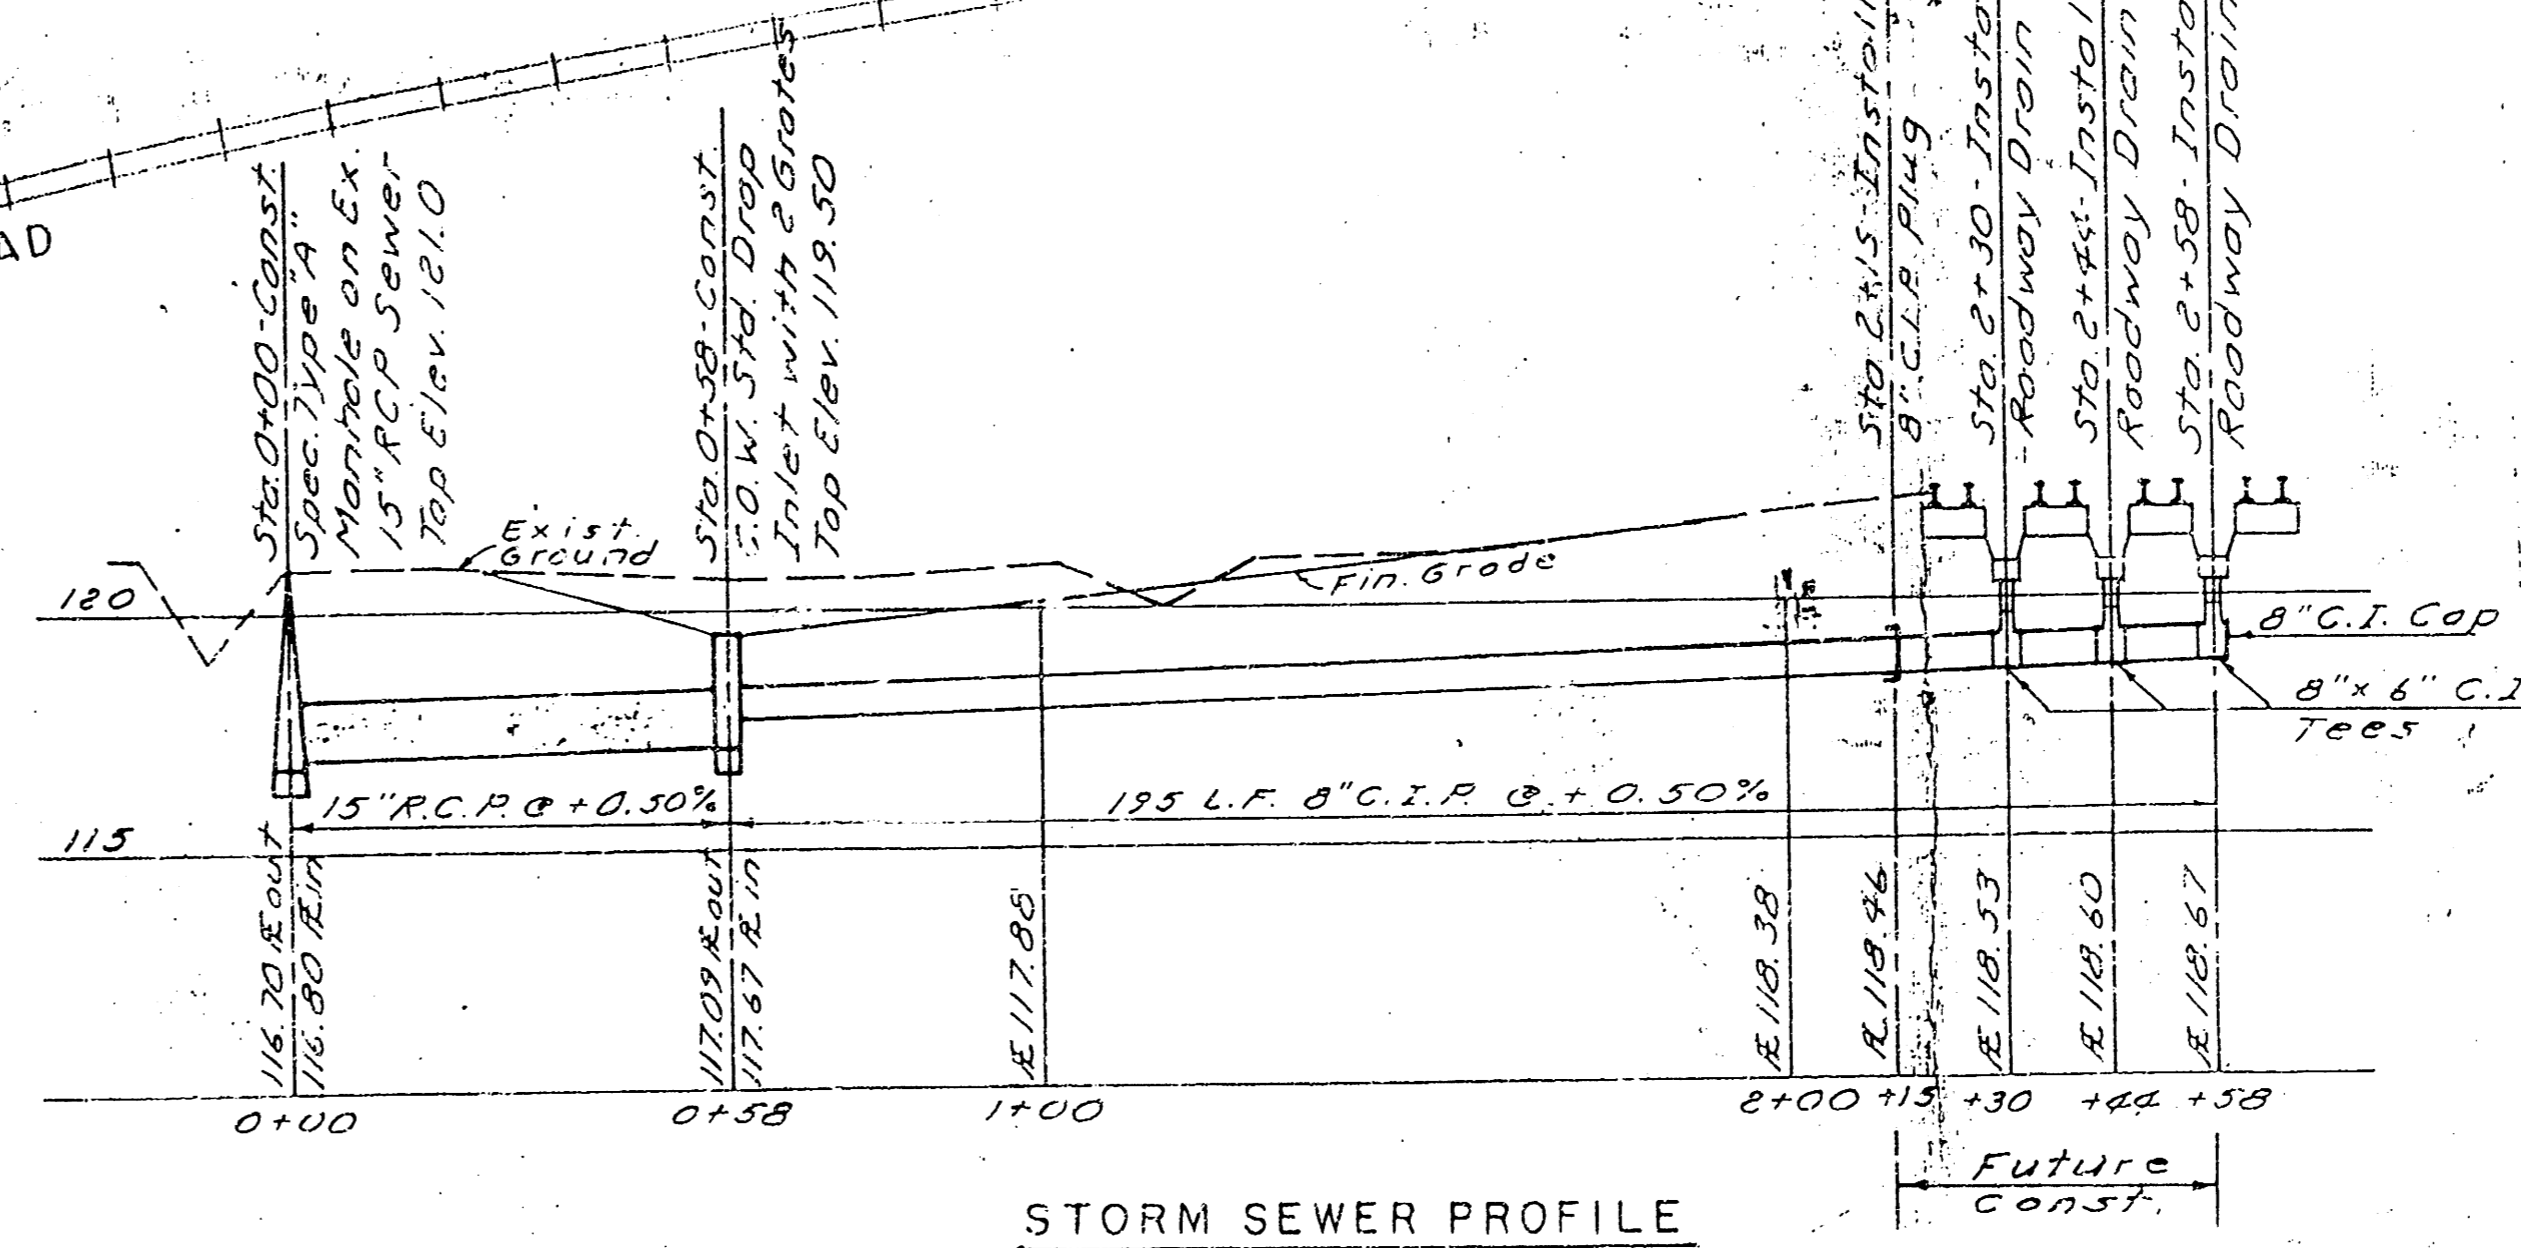 AD
Sta. 0+00-Const.
Spec. Type "A"
Manhole on Ex.
15" RCP Sewer
Top Elev. 121.0
Sta. 0+58-Const.
C.O.W. Std. Drop
Inlet with 2 Grates
Top Elev. 119.50
Sta. 2+15-Install
8" C.I.P. Plug
Sta. 2+30-Insta
Roadway Drain
Sta. 2+44-Instal
Roadway Drain
Sta. 2+58-Insta
Roadway Drain
Exist.
Ground
Fin. Grade
120
8" C.I. Cap
8"x 6" C.I
Tees
15" R.C.P. @ +0.50%
195 L.F. 8" C.I.P. @ + 0.50%
115
116.70 Æ out
116.80 Æ in
117.09 Æ out
117.67 Æ in
Æ 117.88
Æ 118.38
Æ 118.46
Æ 118.53
Æ 118.60
Æ 118.67
0+00
0+58
1+00
2+00
+15
+30
+44
+58
Future
Const.
STORM SEWER PROFILE